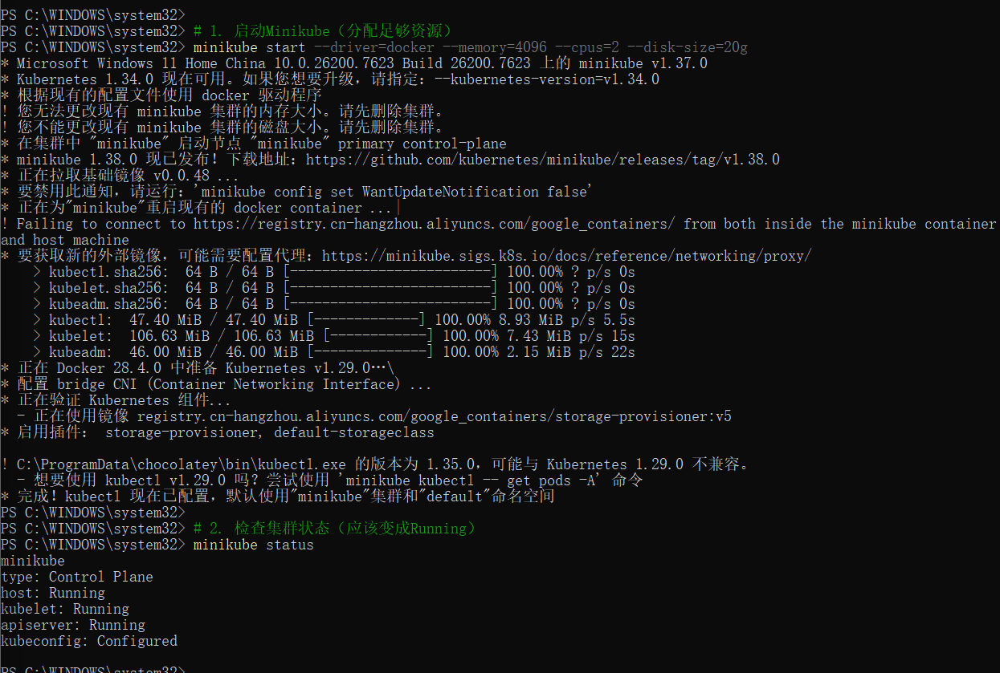 PS C:\WINDOWS\system32>
PS C:\WINDOWS\system32> # 1. 启动Minikube（分配足够资源）
PS C:\WINDOWS\system32> minikube start --driver=docker --memory=4096 --cpus=2 --disk-size=20g
* Microsoft Windows 11 Home China 10.0.26200.7623 Build 26200.7623 上的 minikube v1.37.0
* Kubernetes 1.34.0 现在可用。如果您想要升级，请指定：--kubernetes-version=v1.34.0
* 根据现有的配置文件使用 docker 驱动程序
! 您无法更改现有 minikube 集群的内存大小。请先删除集群。
! 您不能更改现有 minikube 集群的磁盘大小。请先删除集群。
* 在集群中 "minikube" 启动节点 "minikube" primary control-plane
* minikube 1.38.0 现已发布！下载地址：https://github.com/kubernetes/minikube/releases/tag/v1.38.0
* 正在拉取基础镜像 v0.0.48 ...
* 要禁用此通知，请运行：'minikube config set WantUpdateNotification false'
* 正在为"minikube"重启现有的 docker container ...|
! Failing to connect to https://registry.cn-hangzhou.aliyuncs.com/google_containers/ from both inside the minikube container
and host machine
* 要获取新的外部镜像，可能需要配置代理：https://minikube.sigs.k8s.io/docs/reference/networking/proxy/
    > kubectl.sha256:  64 B / 64 B [-------------------------] 100.00% ? p/s 0s
    > kubelet.sha256:  64 B / 64 B [-------------------------] 100.00% ? p/s 0s
    > kubeadm.sha256:  64 B / 64 B [-------------------------] 100.00% ? p/s 0s
    > kubectl:  47.40 MiB / 47.40 MiB [-------------] 100.00% 8.93 MiB p/s 5.5s
    > kubelet:  106.63 MiB / 106.63 MiB [------------] 100.00% 7.43 MiB p/s 15s
    > kubeadm:  46.00 MiB / 46.00 MiB [--------------] 100.00% 2.15 MiB p/s 22s
* 正在 Docker 28.4.0 中准备 Kubernetes v1.29.0…\
* 配置 bridge CNI (Container Networking Interface) ...
* 正在验证 Kubernetes 组件...
  - 正在使用镜像 registry.cn-hangzhou.aliyuncs.com/google_containers/storage-provisioner:v5
* 启用插件： storage-provisioner, default-storageclass
! C:\ProgramData\chocolatey\bin\kubectl.exe 的版本为 1.35.0，可能与 Kubernetes 1.29.0 不兼容。
  - 想要使用 kubectl v1.29.0 吗？尝试使用 'minikube kubectl -- get pods -A' 命令
* 完成！kubectl 现在已配置，默认使用"minikube"集群和"default"命名空间
PS C:\WINDOWS\system32>
PS C:\WINDOWS\system32> # 2. 检查集群状态（应该变成Running）
PS C:\WINDOWS\system32> minikube status
minikube
type: Control Plane
host: Running
kubelet: Running
apiserver: Running
kubeconfig: Configured
PS C:\WINDOWS\system32>